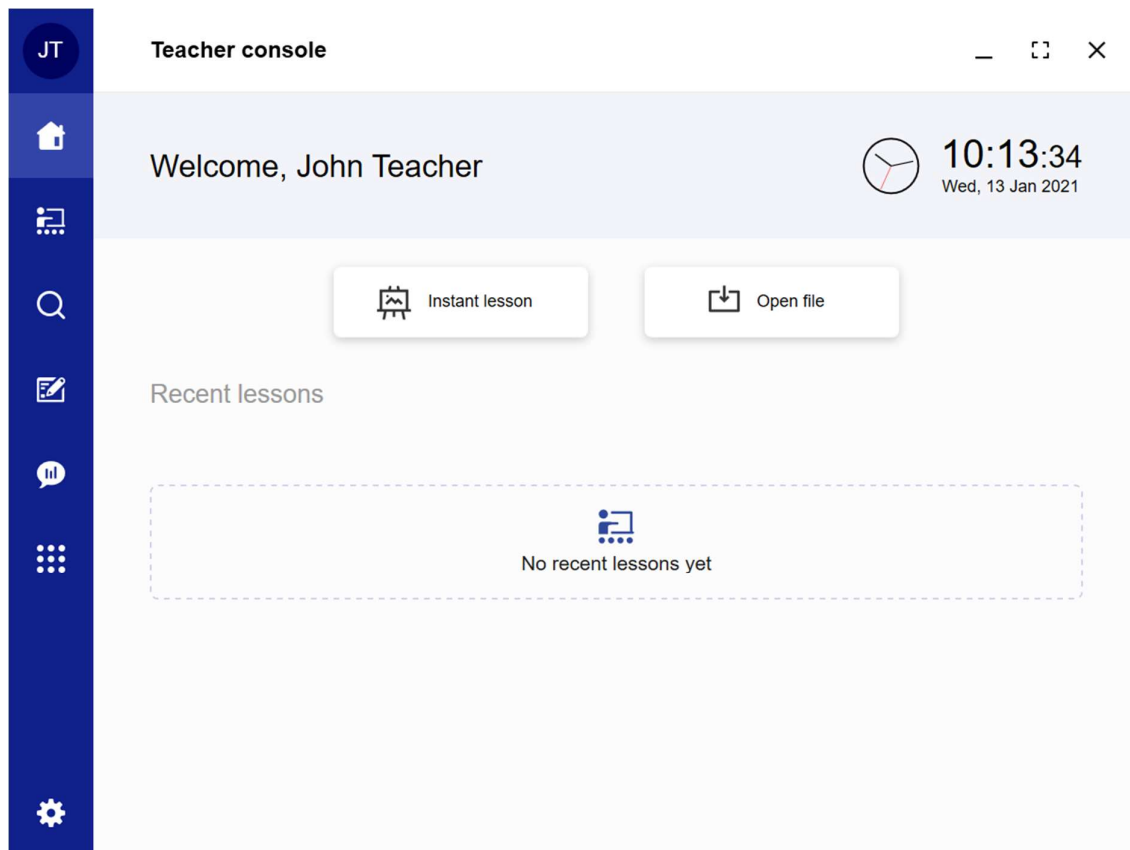 JT
Teacher console
Welcome, John Teacher
10:13:34
Wed, 13 Jan 2021
Instant lesson
Open file
Recent lessons
No recent lessons yet